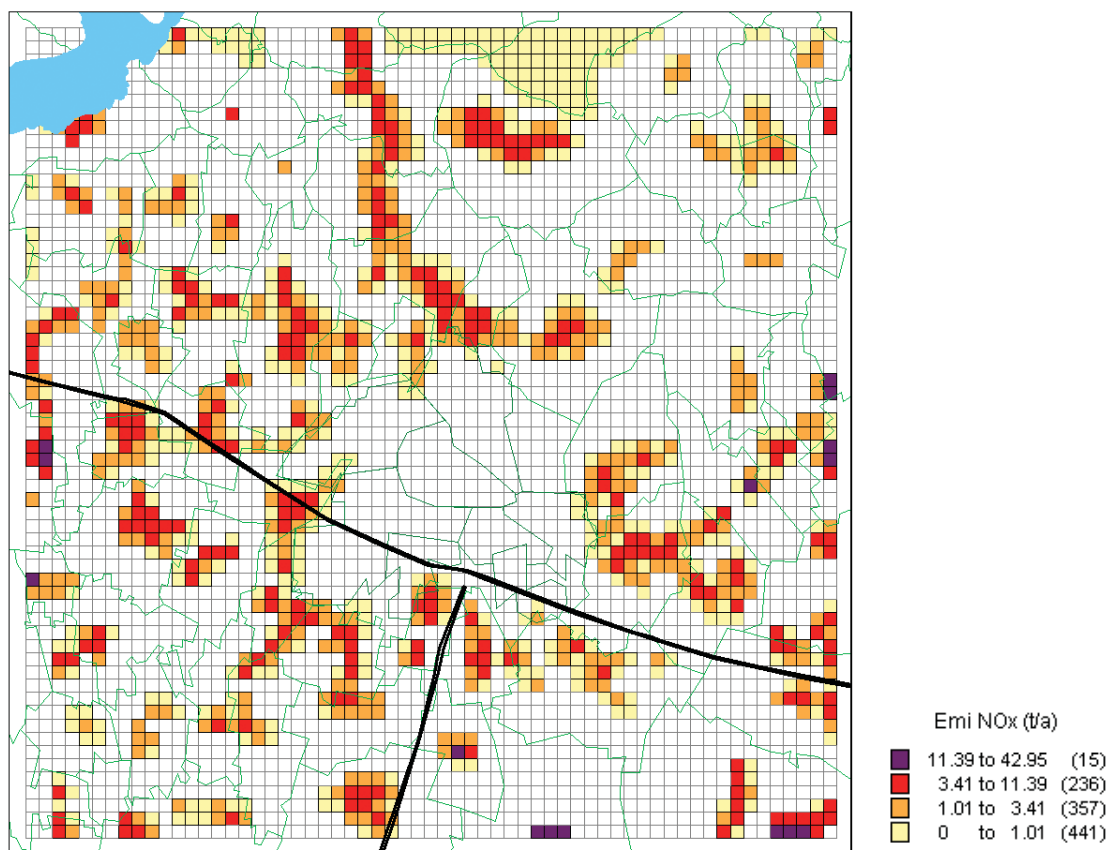 Emi NOx (t/a)
11.39 to 42.95 (15)
3.41 to 11.39 (236)
1.01 to 3.41 (357)
0 to 1.01 (441)